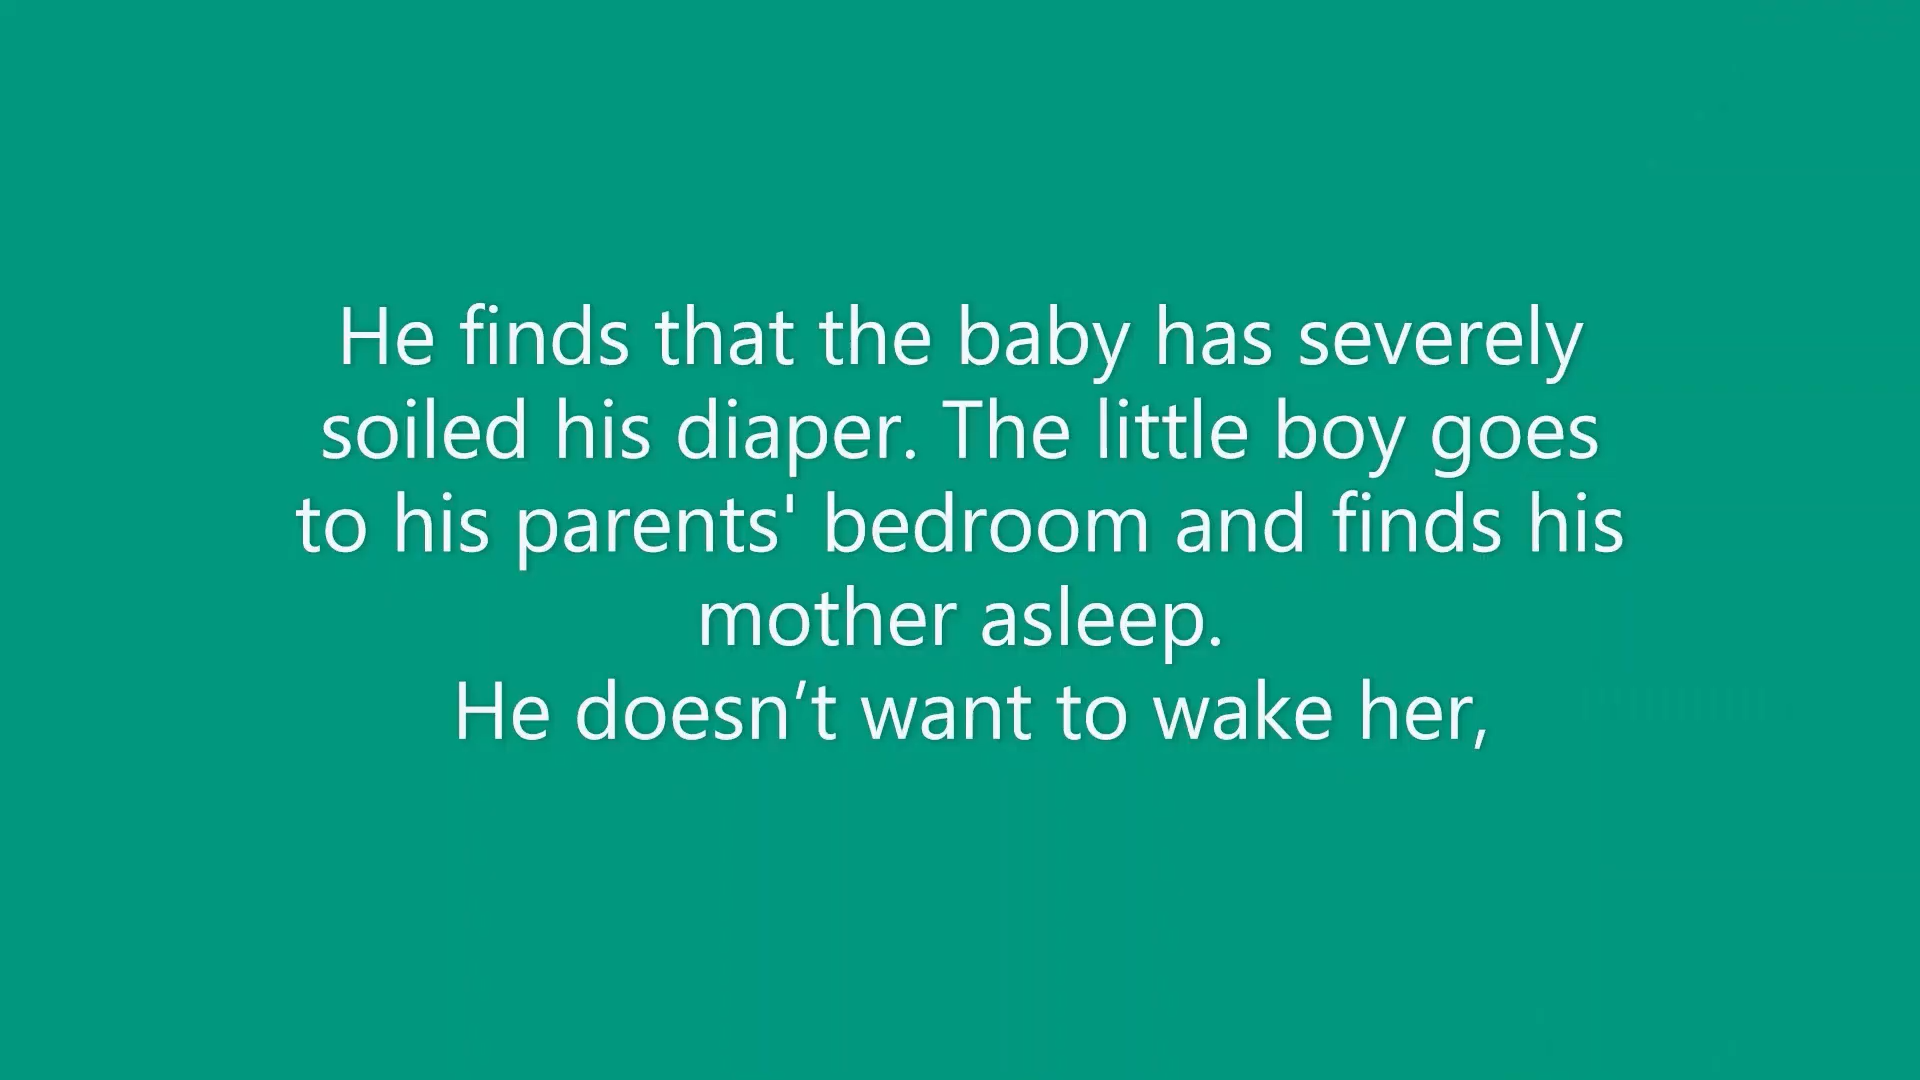 He finds that the baby has severely
soiled his diaper. The little boy goes
to his parents' bedroom and finds his
mother asleep.
He doesn’t want to wake her,